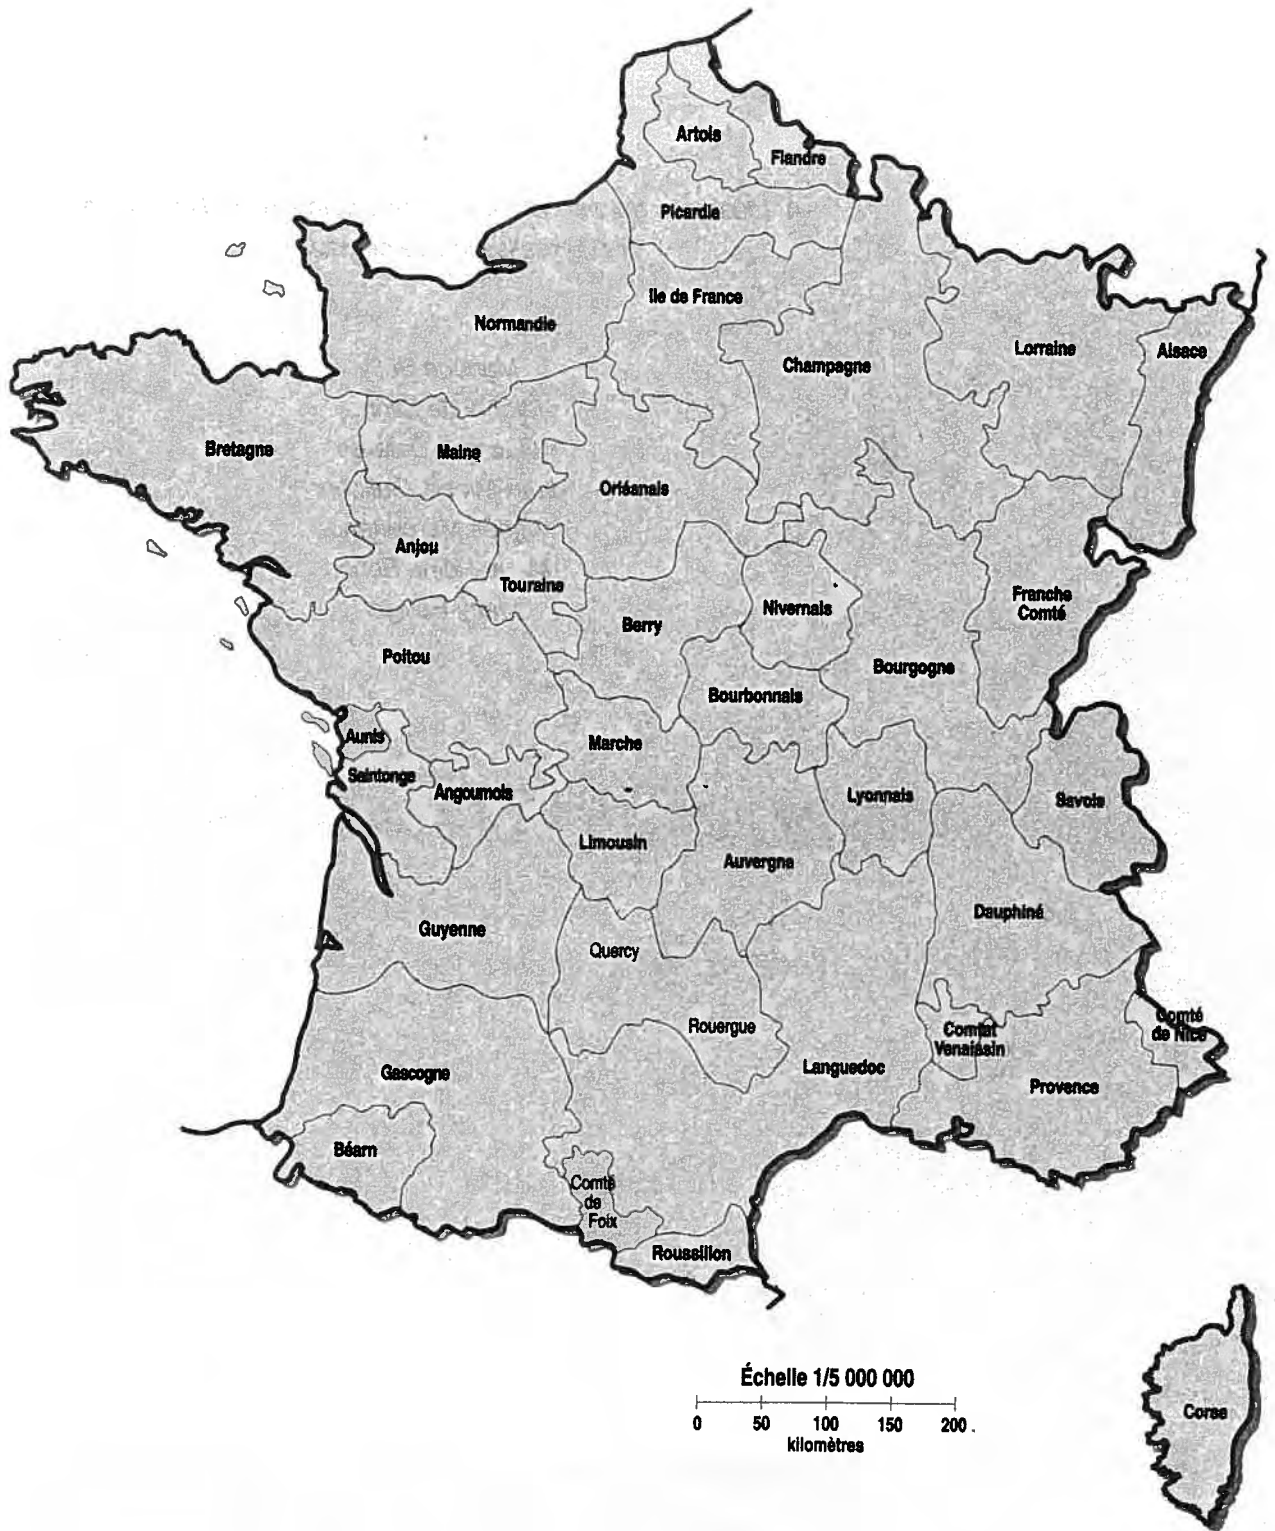 Artois
Flandre
Picardie
Ile de France
Normandie
Champagne
Lorraine
Alsace
Bretagne
Maine
Orléanais
Anjou
Touraine
Berry
Nivernais
Franche
Comté
Poitou
Bourbonnais
Bourgogne
Aunis
Marche
Saintonge
Angoumois
Lyonnais
Savoie
Limousin
Auvergne
Dauphiné
Guyenne
Quercy
Rouergue
Comtat
Venaissin
Comté
de Nice
Gascogne
Languedoc
Provence
Béarn
Comté
de
Foix
Roussillon
Échelle 1/5 000 000
0 50 100 150 200
kilomètres
Corse